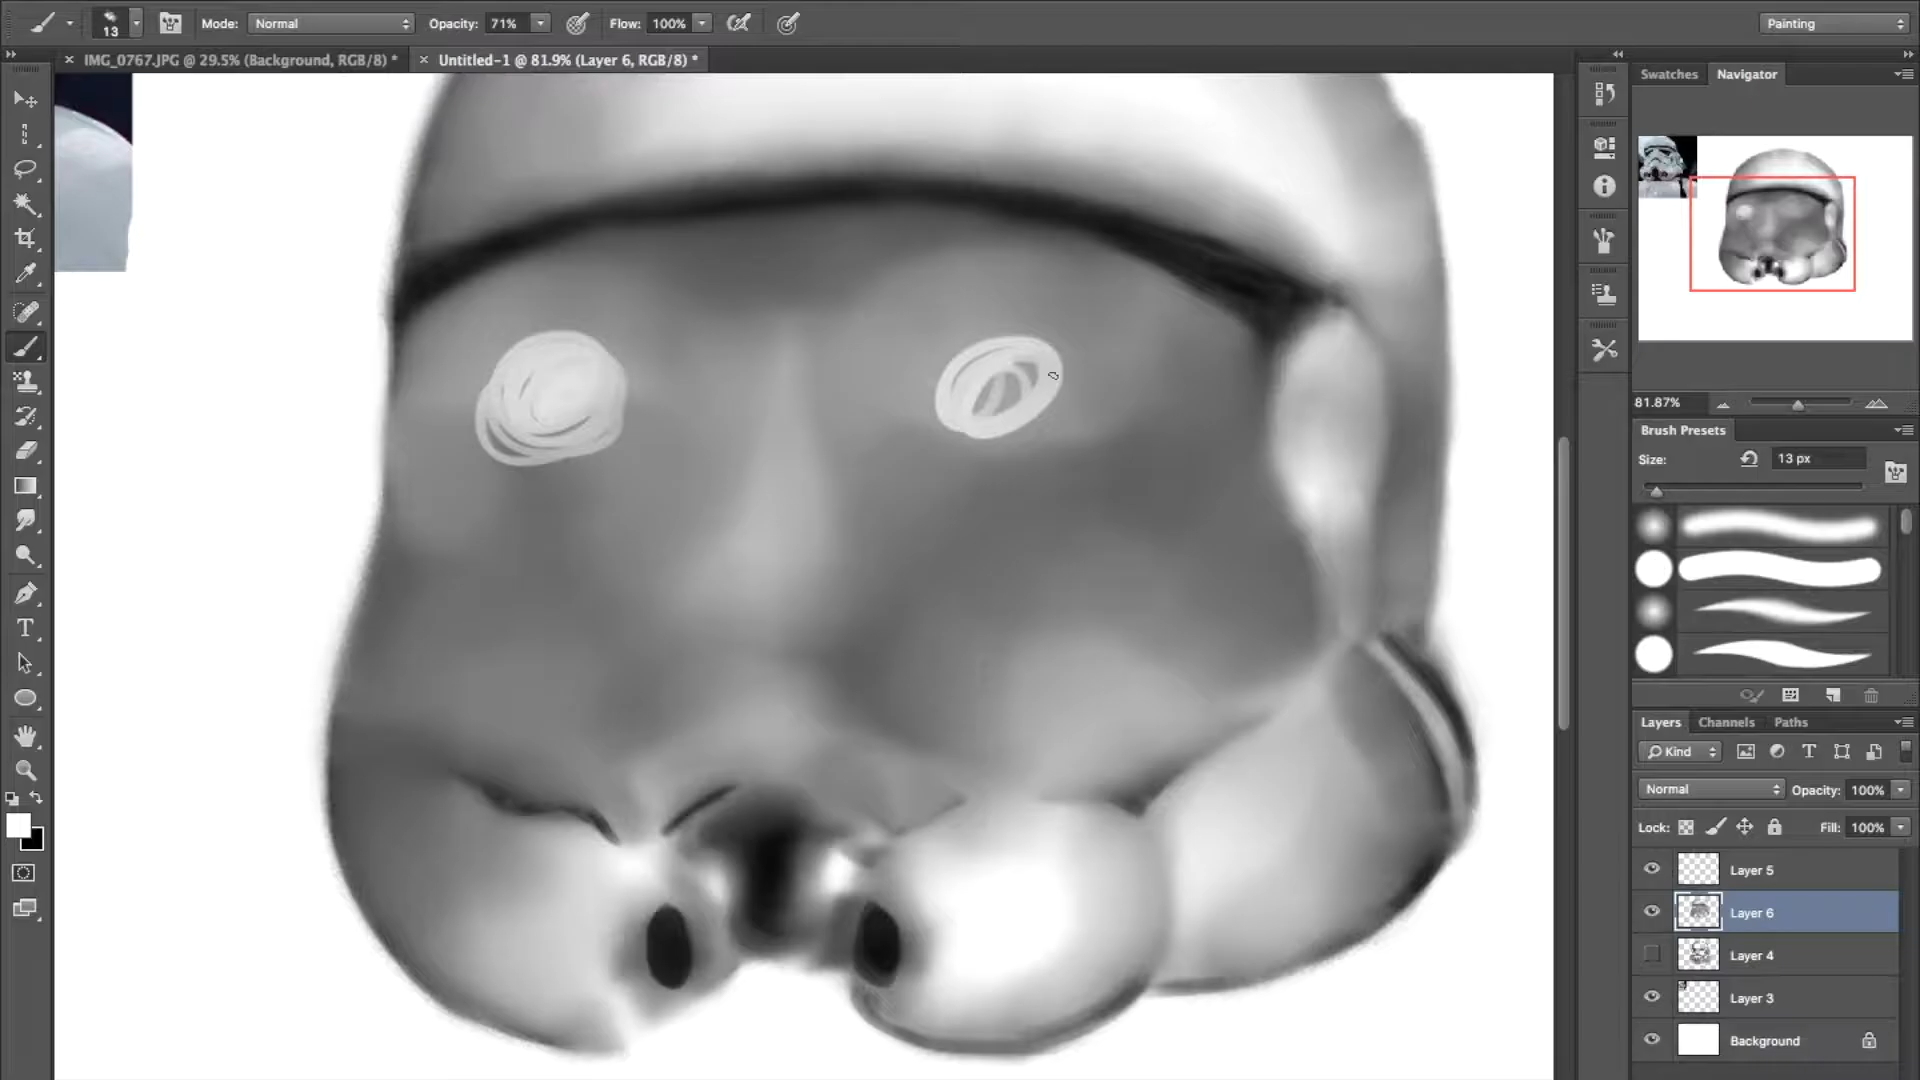 13 Mode: Normal Opacity: 71% Flow: 100% Painting
IMG_0767.JPG @ 29.5% (Background, RGB/8) * Untitled-1 @ 81.9% (Layer 6, RGB/8) *
Swatches Navigator
81.87%
Brush Presets
Size: 13 px
Layers Channels Paths
Kind T
Normal Opacity: 100%
Lock: Fill: 100%
Layer 5
Layer 6
Layer 4
Layer 3
Background